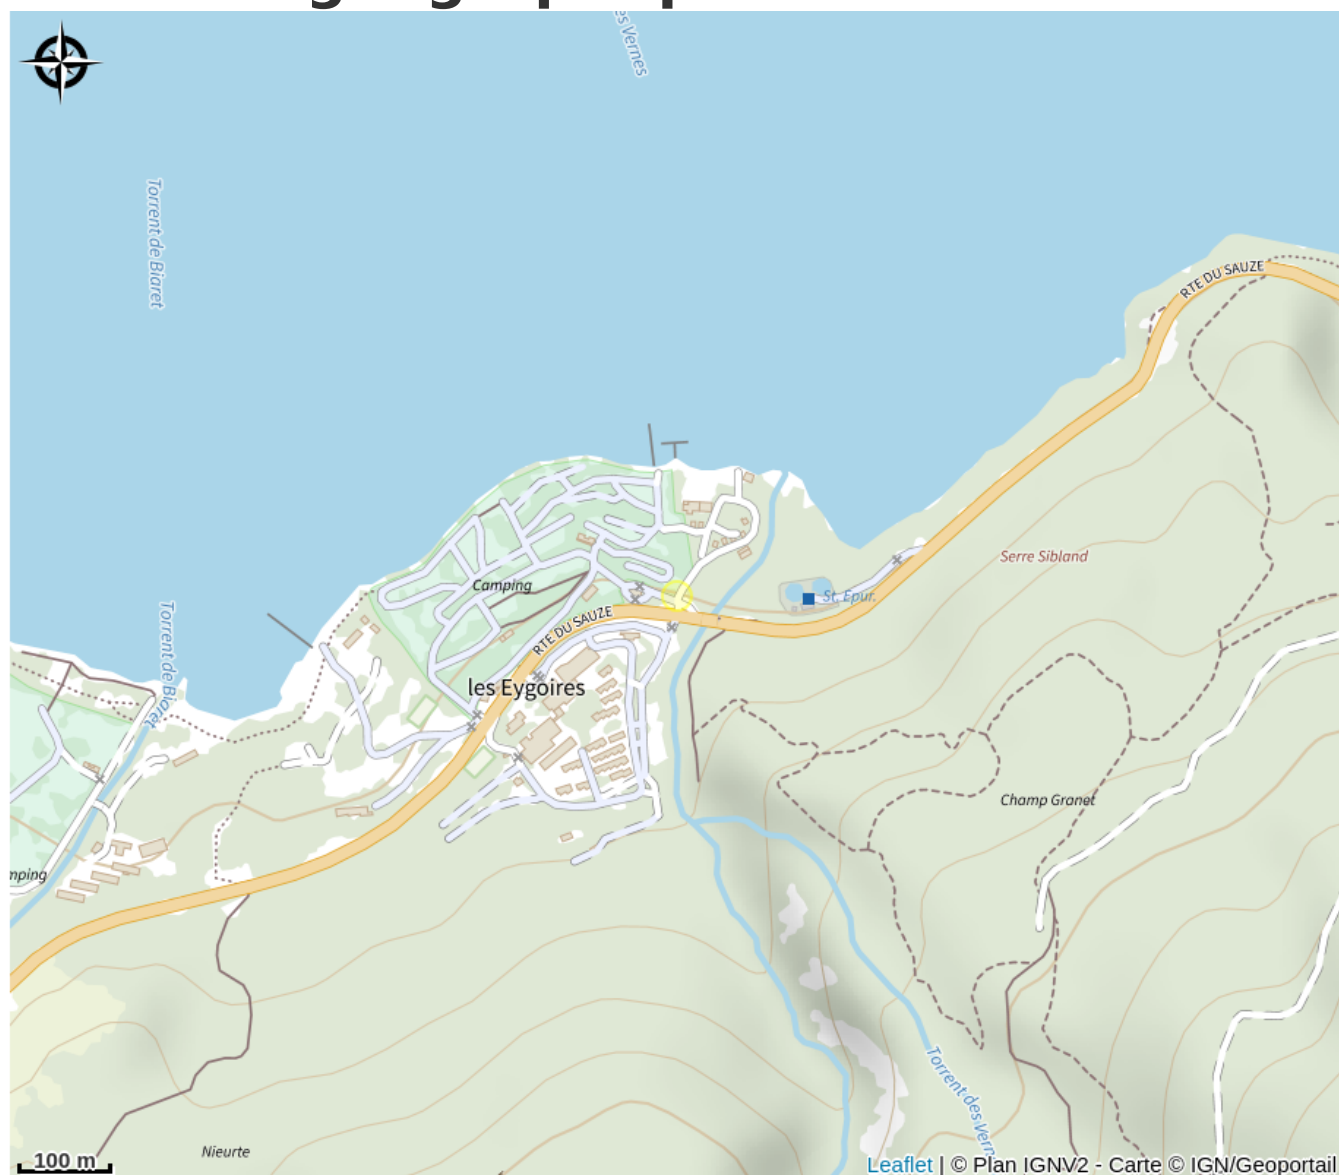 es Vernes
Torrent de Biaret
RTE DU SAUZE
Serre Sibland
Camping
St. Epur.
RTE DU SAUZE
les Eygoires
Torrent de Biaret
Champ Granet
mping
Torrent des Vern
Nieurte
100 m
Leaflet | © Plan IGNV2 - Carte © IGN/Geoportail